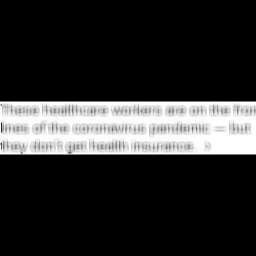 These healthcare workers are on the fron
lines of the coronavirus pandemic — but
they don't get health insurance.